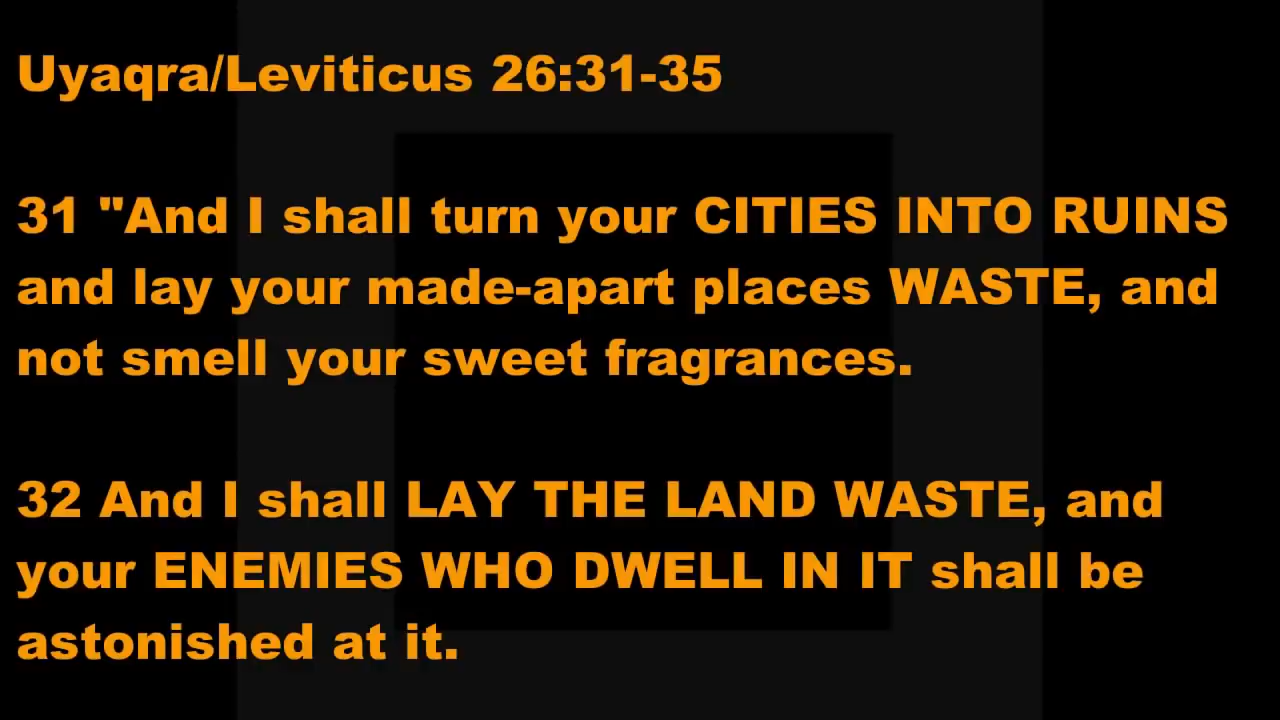 Uyaqra/Leviticus 26:31-35
31 "And I shall turn your CITIES INTO RUINS
and lay your made-apart places WASTE, and
not smell your sweet fragrances.
32 And I shall LAY THE LAND WASTE, and
your ENEMIES WHO DWELL IN IT shall be
astonished at it.